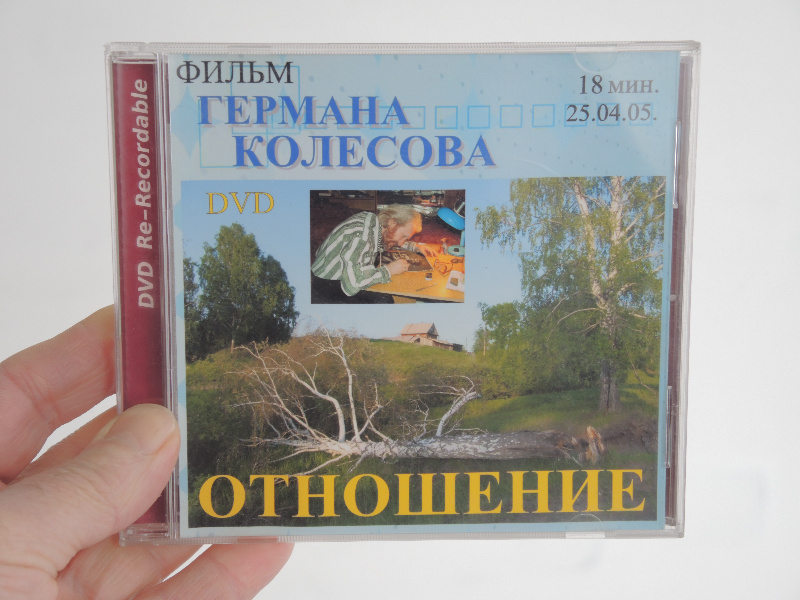 DVD Re-Recordable
ФИЛЬМ
ГЕРМАНА
КОЛЕСОВА
18 мин.
25.04.05.
DVD
ОТНОШЕНИЕ